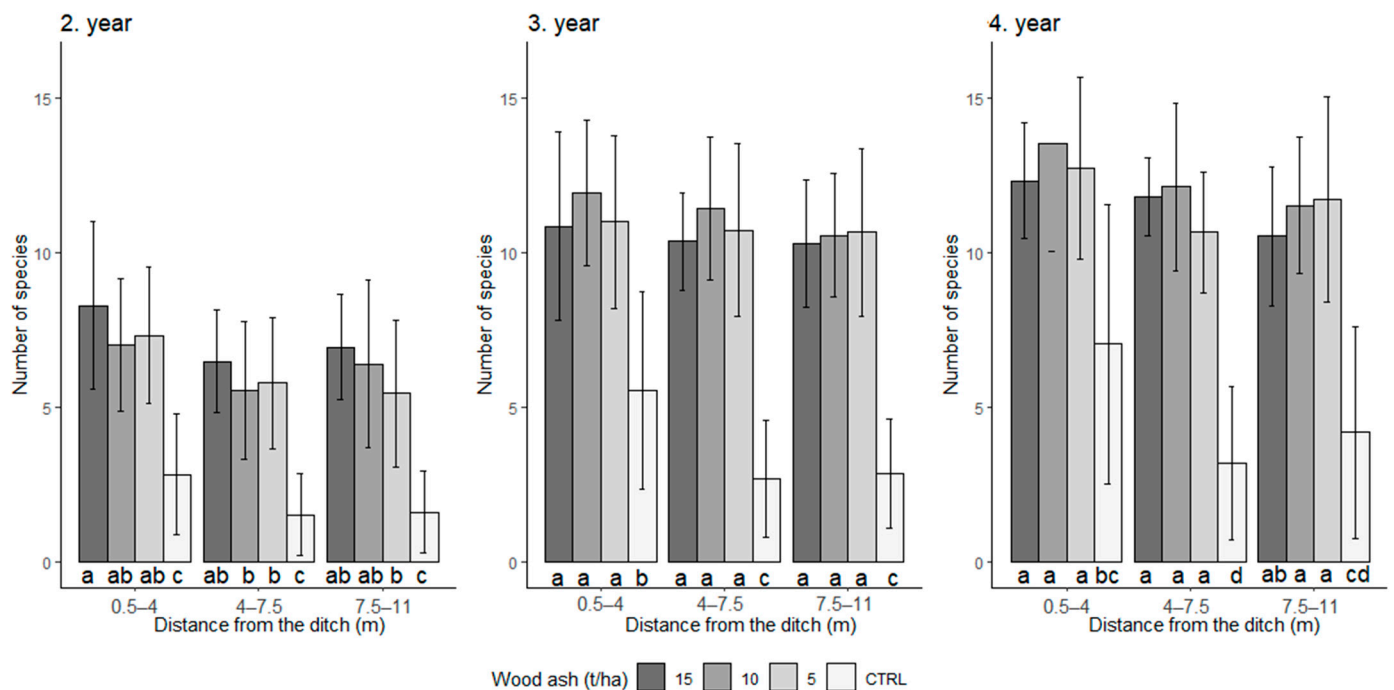 2. year
15
10
5
0
Number of species
a ab ab c ab b b c ab ab b c
0.5–4 4–7.5 7.5–11
Distance from the ditch (m)
3. year
15
10
5
0
Number of species
a a a b a a a c a a a c
0.5–4 4–7.5 7.5–11
Distance from the ditch (m)
4. year
15
10
5
0
Number of species
a a a bc a a a d ab a a cd
0.5–4 4–7.5 7.5–11
Distance from the ditch (m)
Wood ash (t/ha) 15 10 5 CTRL